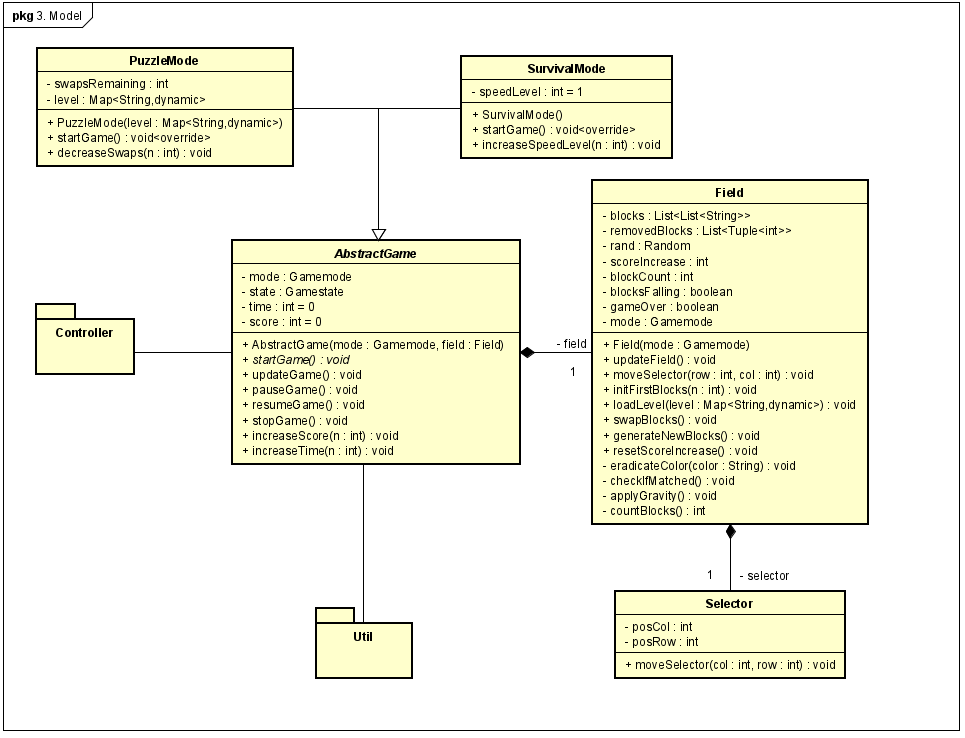 pkg 3. Model
PuzzleMode
- swapsRemaining : int
- level : Map<String,dynamic>
+ PuzzleMode(level : Map<String,dynamic>)
+ startGame() : void<override>
+ decreaseSwaps(n : int) : void
SurvivalMode
- speedLevel : int = 1
+ SurvivalMode()
+ startGame() : void<override>
+ increaseSpeedLevel(n : int) : void
Field
- blocks : List<List<String>>
- removedBlocks : List<Tuple<int>>
- rand : Random
- scoreIncrease : int
- blockCount : int
- blocksFalling : boolean
- gameOver : boolean
- mode : Gamemode
+ Field(mode : Gamemode)
+ updateField() : void
+ moveSelector(row : int, col : int) : void
+ initFirstBlocks(n : int) : void
+ loadLevel(level : Map<String,dynamic>) : void
+ swapBlocks() : void
+ generateNewBlocks() : void
+ resetScoreIncrease() : void
- eradicateColor(color : String) : void
- checkIfMatched() : void
- applyGravity() : void
- countBlocks() : int
AbstractGame
- mode : Gamemode
- state : Gamestate
- time : int = 0
- score : int = 0
+ AbstractGame(mode : Gamemode, field : Field)
+ startGame() : void
+ updateGame() : void
+ pauseGame() : void
+ resumeGame() : void
+ stopGame() : void
+ increaseScore(n : int) : void
+ increaseTime(n : int) : void
- field
1
Controller
1
- selector
Selector
- posCol : int
- posRow : int
+ moveSelector(col : int, row : int) : void
Util